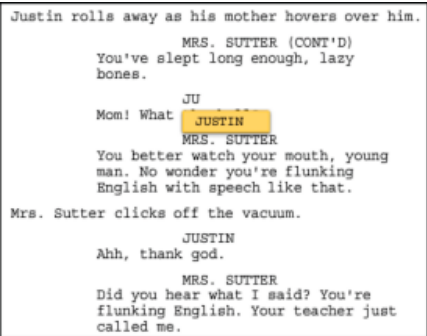 Justin rolls away as his mother hovers over him.
MRS. SUTTER (CONT'D)
You've slept long enough, lazy
bones.
JU
Mom! What
JUSTIN
MRS. SUTTER
You better watch your mouth, young
man. No wonder you're flunking
English with speech like that.
Mrs. Sutter clicks off the vacuum.
JUSTIN
Ahh, thank god.
MRS. SUTTER
Did you hear what I said? You're
flunking English. Your teacher just
called me.